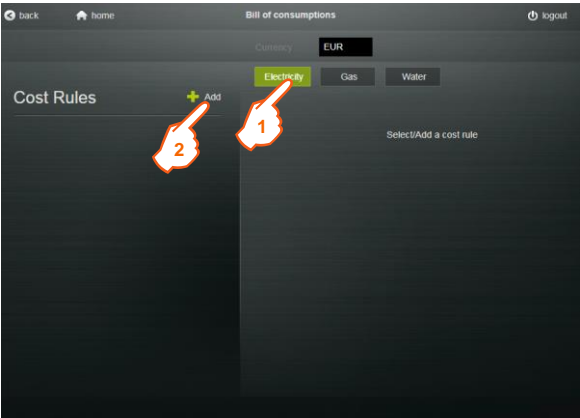 back home Bill of consumptions logout
Currency EUR
Electricity Gas Water
Cost Rules Add
1
2
Select/Add a cost rule